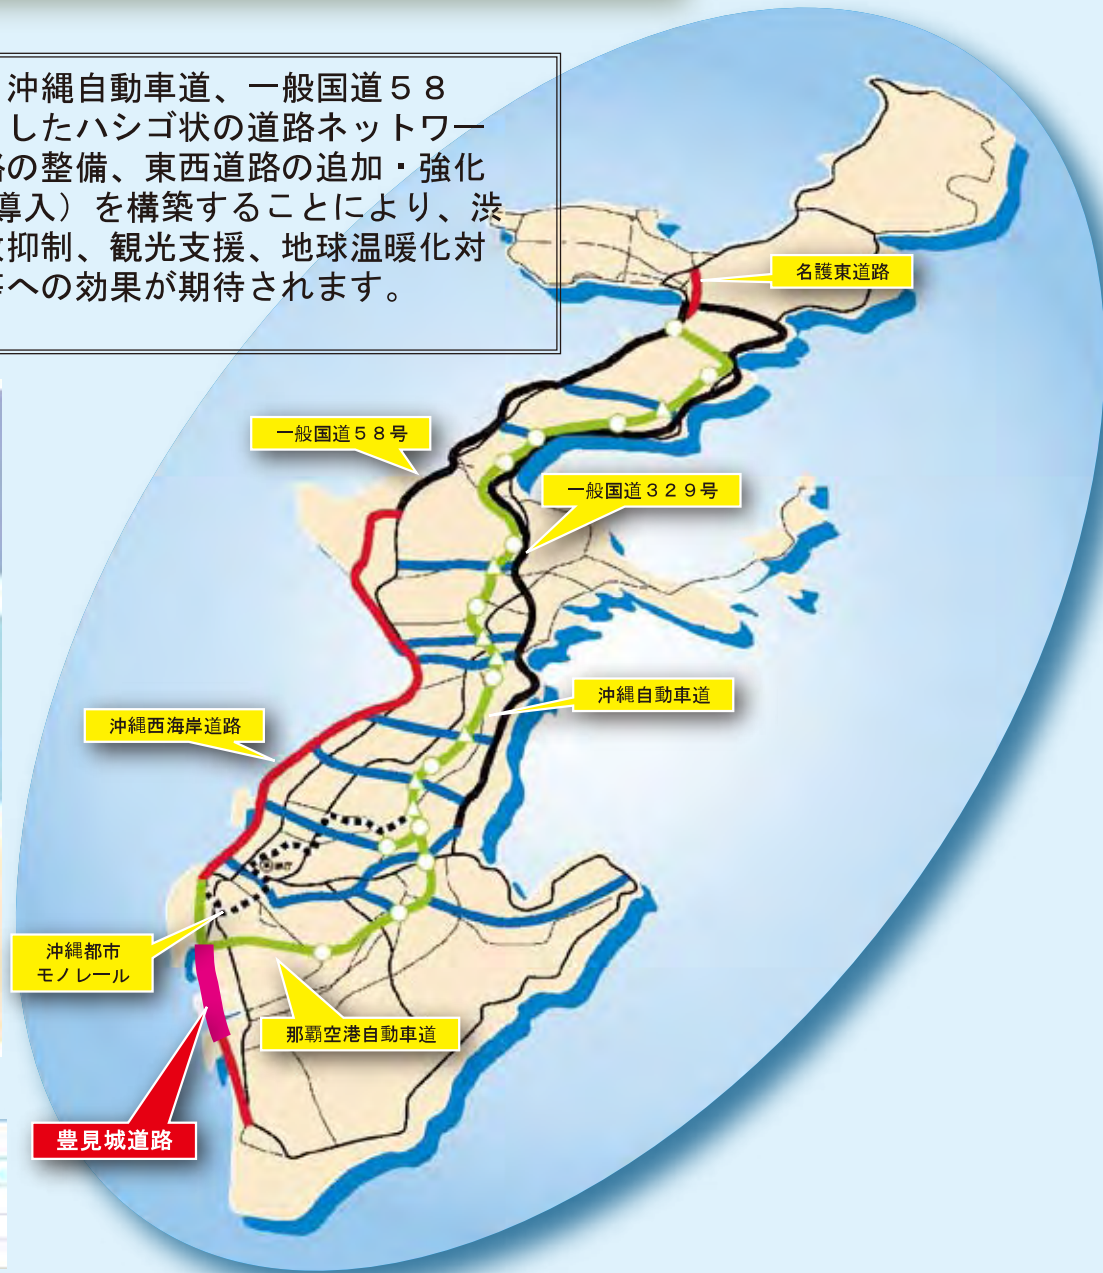 沖縄自動車道、一般国道５８
したハシゴ状の道路ネットワー
の整備、東西道路の追加・強化
導入）を構築することにより、渋
抑制、観光支援、地球温暖化対
への効果が期待されます。
名護東道路
一般国道５８号
一般国道３２９号
沖縄自動車道
沖縄西海岸道路
沖縄都市
モノレール
那覇空港自動車道
豊見城道路